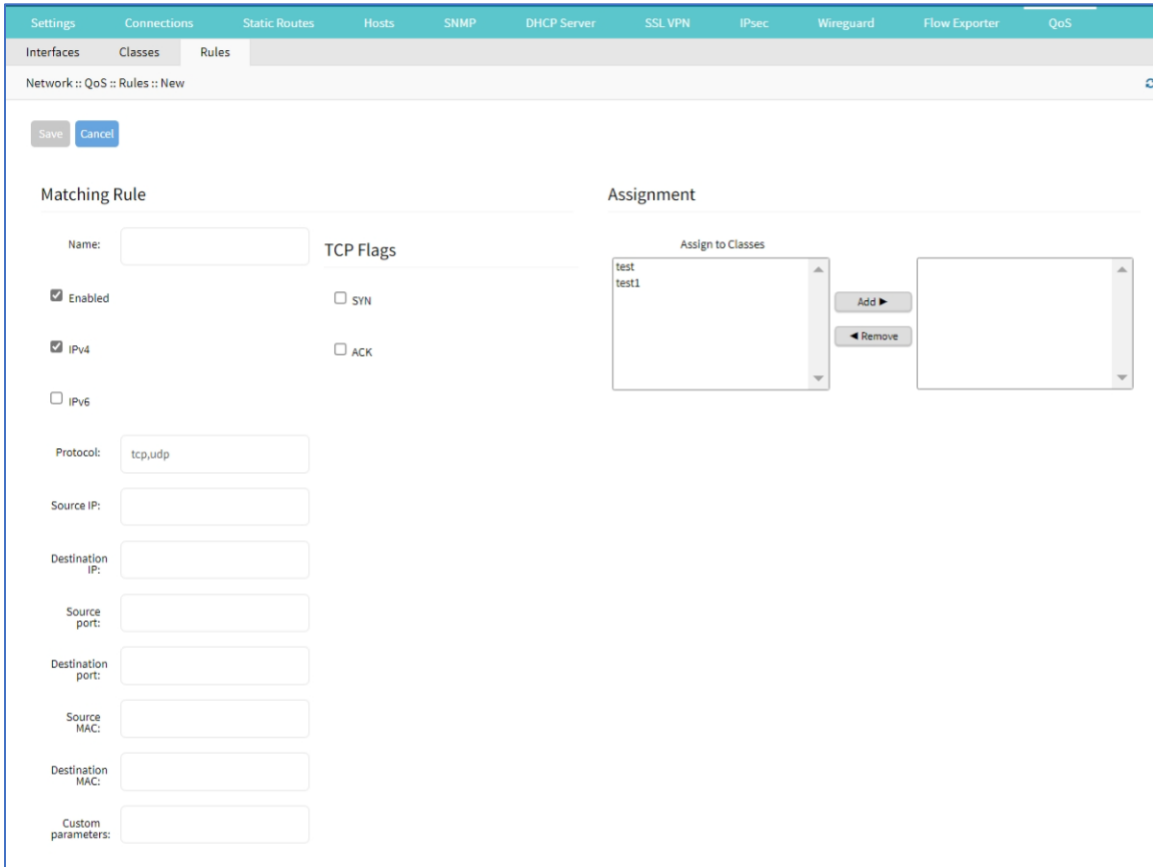 Settings Connections Static Routes Hosts SNMP DHCP Server SSL VPN IPsec Wireguard Flow Exporter QoS
Interfaces Classes Rules
Network :: QoS :: Rules :: New
Save Cancel
Matching Rule
Name:
Enabled
IPv4
IPv6
Protocol: tcp,udp
Source IP:
Destination
IP:
Source
port:
Destination
port:
Source
MAC:
Destination
MAC:
Custom
parameters:
TCP Flags
SYN
ACK
Assignment
Assign to Classes
test
test1
Add ►
◄ Remove